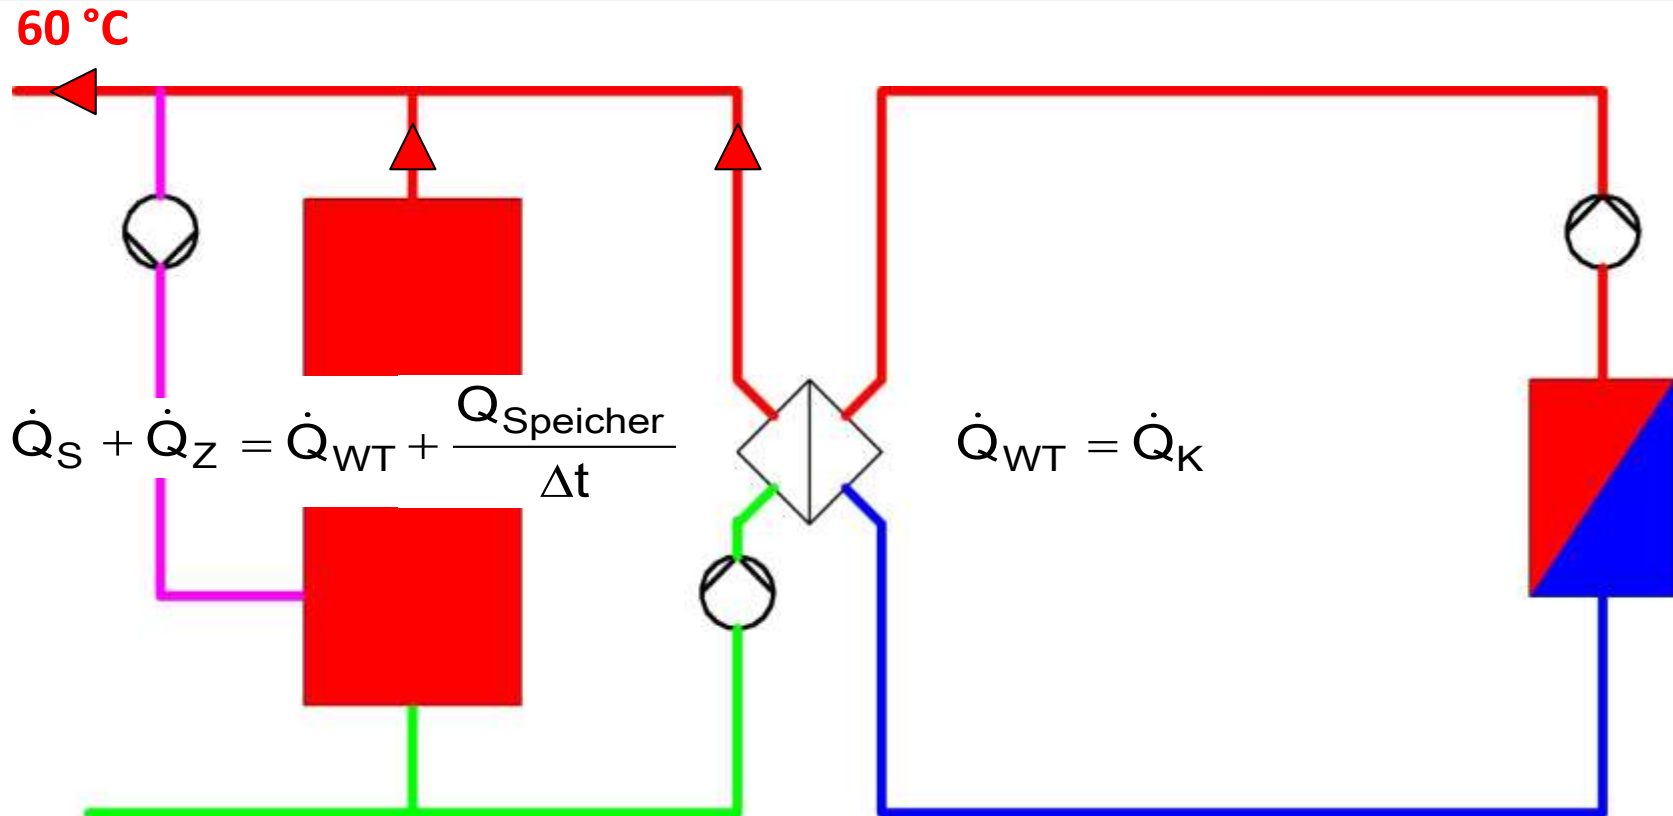 60 °C
Q̇S + Q̇Z = Q̇WT + QSpeicher / Δt
Q̇WT = Q̇K